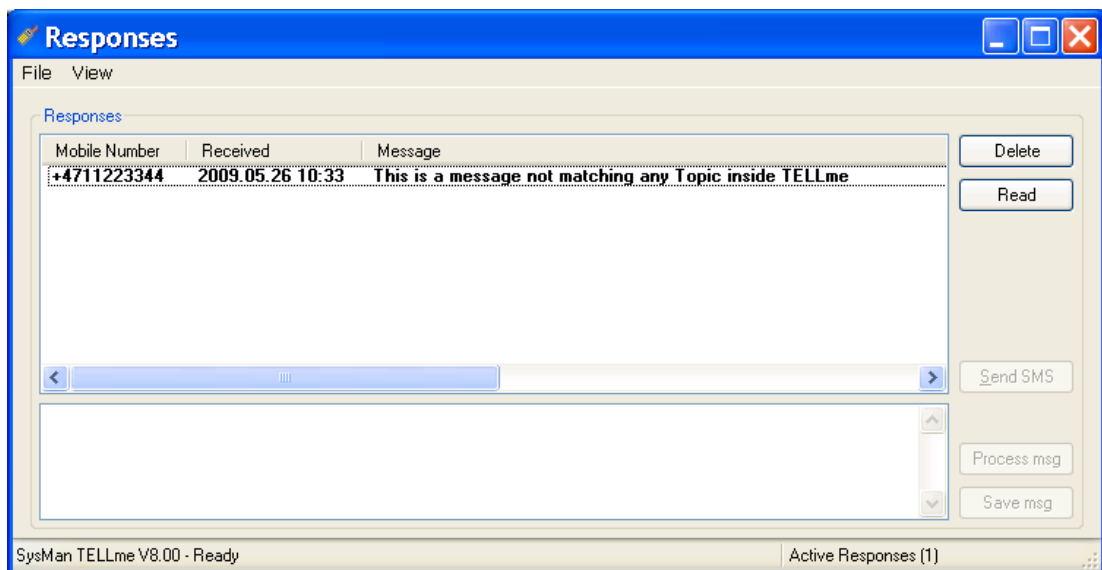 Responses
File View
Responses
Mobile Number Received Message
+4711223344 2009.05.26 10:33 This is a message not matching any Topic inside TELLme
Delete
Read
Send SMS
Process msg
Save msg
SysMan TELLme V8.00 - Ready Active Responses (1)